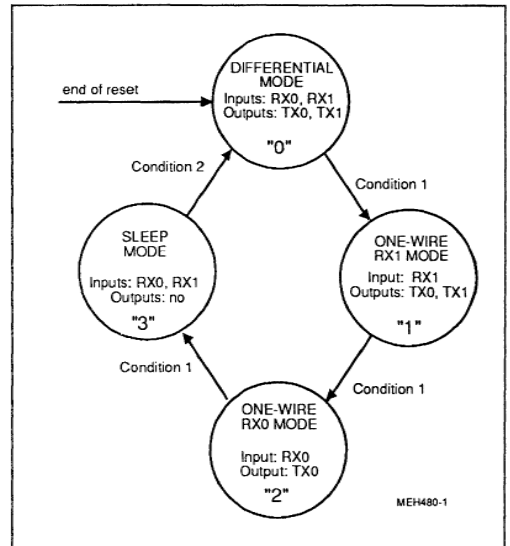 DIFFERENTIAL
MODE
Inputs: RX0, RX1
Outputs: TX0, TX1
"0"
end of reset
Condition 2
Condition 1
SLEEP
MODE
Inputs: RX0, RX1
Outputs: no
"3"
ONE-WIRE
RX1 MODE
Input: RX1
Outputs: TX0, TX1
"1"
Condition 1
Condition 1
ONE-WIRE
RX0 MODE
Input: RX0
Output: TX0
"2"
MEH480-1